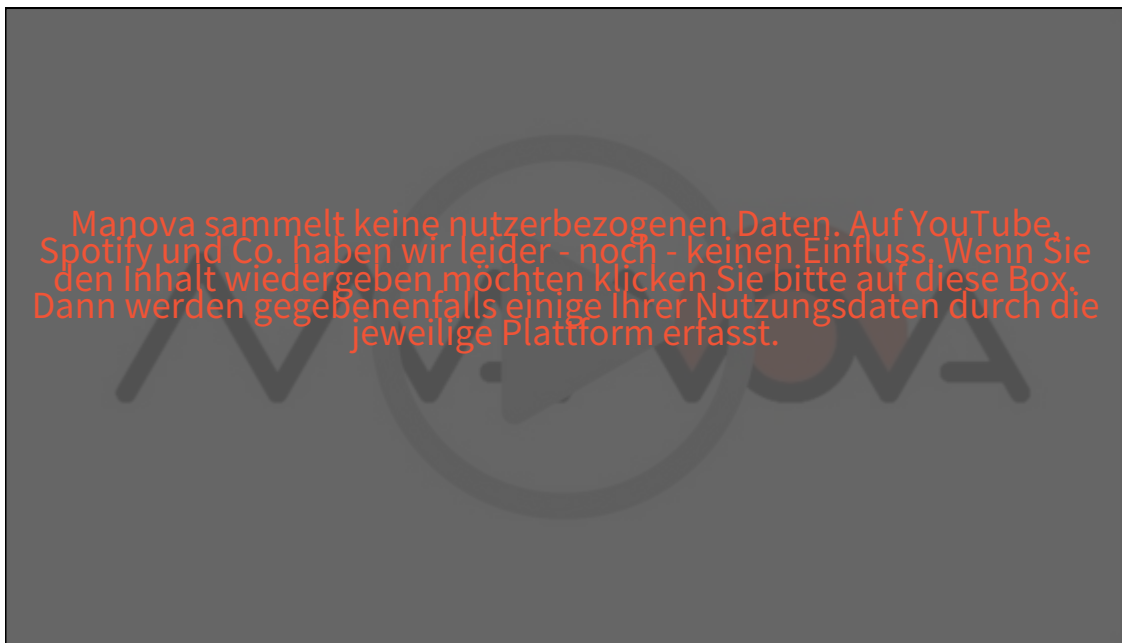 Manova sammelt keine nutzerbezogenen Daten. Auf YouTube,
Spotify und Co. haben wir leider - noch - keinen Einfluss. Wenn Sie
den Inhalt wiedergeben möchten klicken Sie bitte auf diese Box.
Dann werden gegebenenfalls einige Ihrer Nutzungsdaten durch die
jeweilige Plattform erfasst.
MANOVA